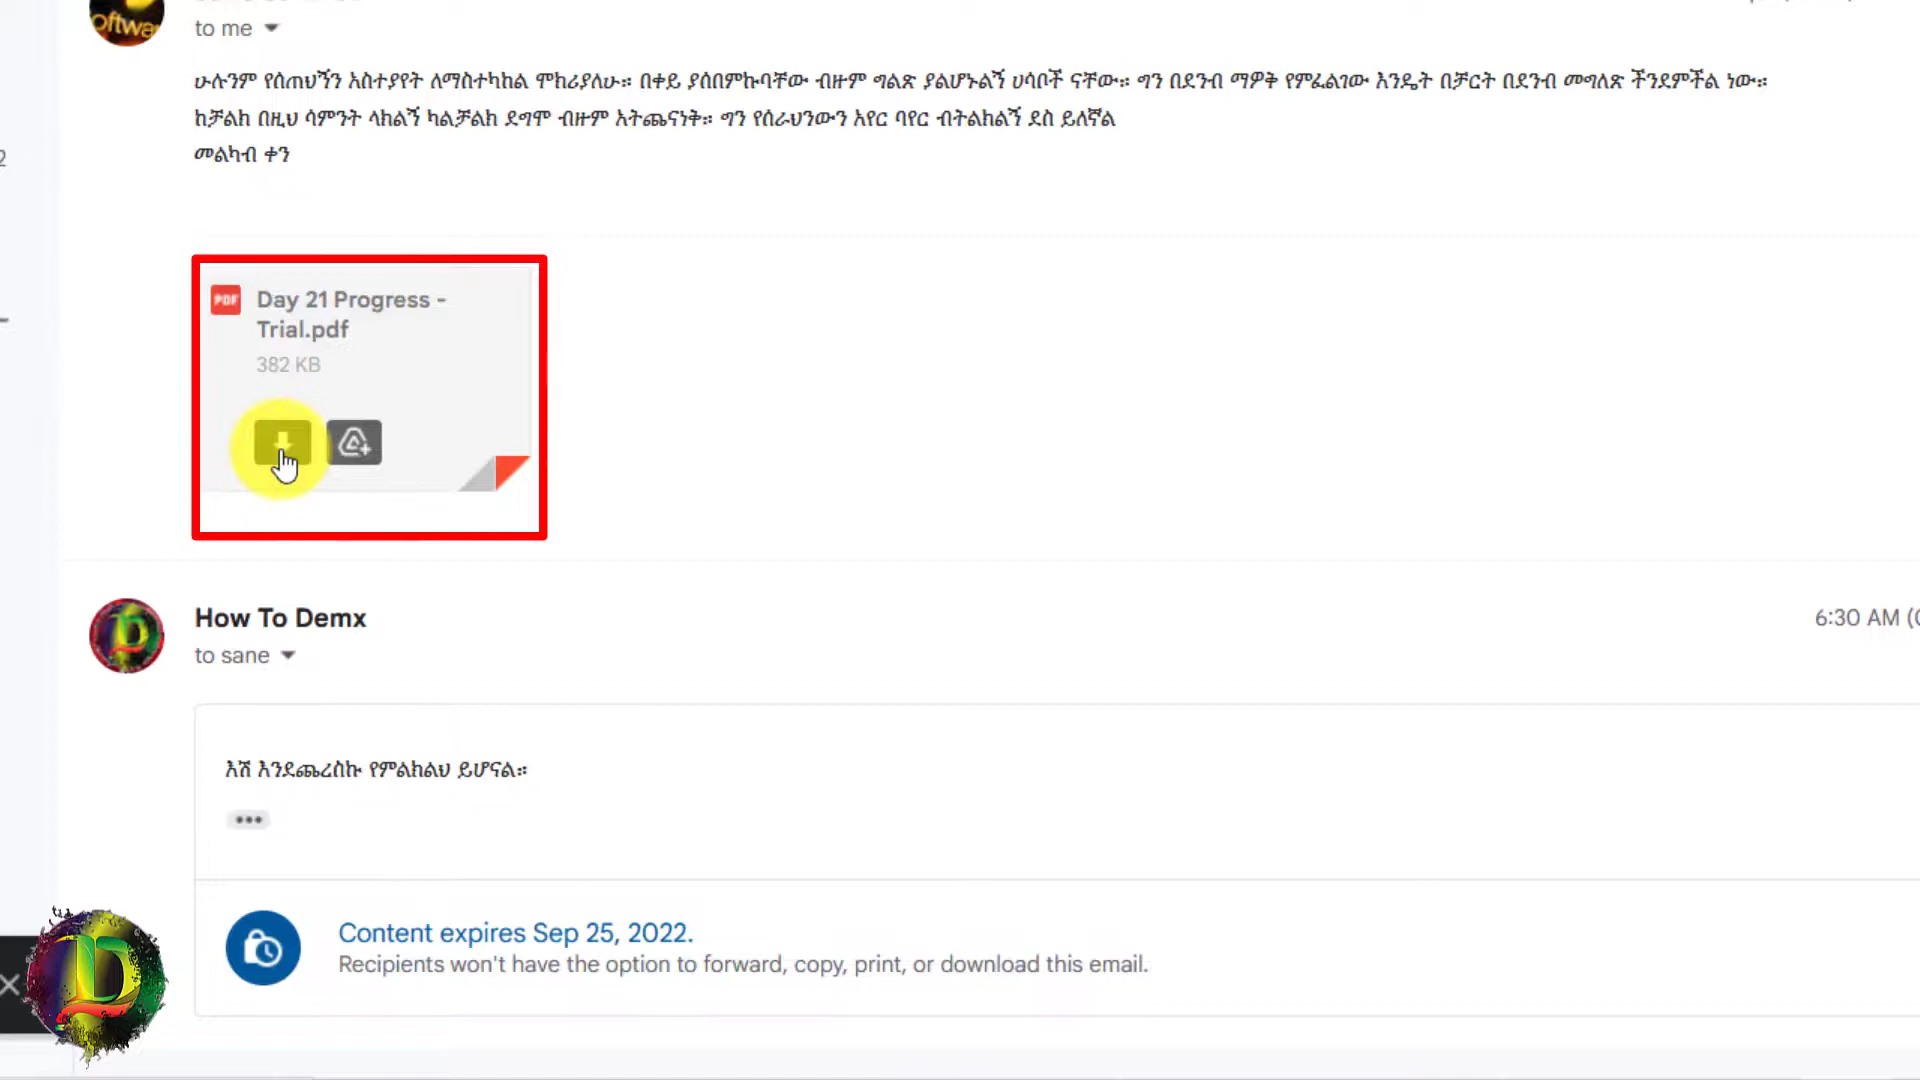 to me
ሁሉንም የሰጠህኝን አስተያየት ለማስተካከል ሞከሪያለሁ። በቀይ ያሰበምኩባቸው ብዙም ግልጽ ያልሆኑልኝ ሀሳቦች ናቸው። ግን በደንብ ማዎቅ የምፈልገው እንዴት በቻርት በደንብ መግለጽ ችንደምችል ነው።
ከቻልክ በዚህ ሳምንት ላክልኝ ካልቻልክ ደግሞ ብዙም አትጨናነቅ። ግን የሰራህንውን አየር ባየር ብትልክልኝ ደስ ይለኛል
መልካብ ቀን
2
PDF
Day 21 Progress -
Trial.pdf
382 KB
How To Demx
6:30 AM (
to sane
እሽ እንደጨረስኩ የምልክልህ ይሆናል።
Content expires Sep 25, 2022.
Recipients won't have the option to forward, copy, print, or download this email.